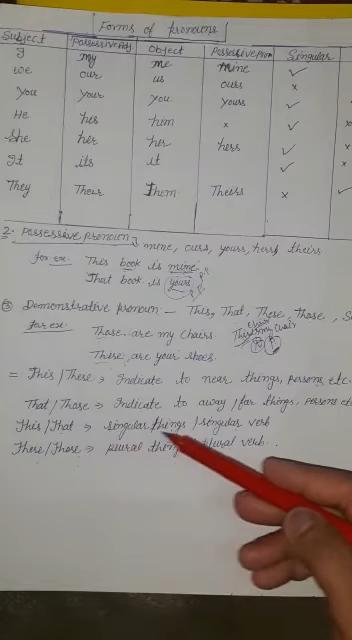 Forms of pronouns
Subject Possessive Adj Object Possessive Pron Singular
I my me mine ✓
we our us ours x
You your you yours ✓
He his him x ✓ x
She her her hers ✓ x
It its it ✓ x
They Their Them Theirs x ✓
2. Possessive pronoun mine, ours, yours, hers, theirs
for ex. This book is mine.
That book is yours
③ Demonstrative pronoun - This, That, These, Those,
for ex Those are my chairs
chair
These are your shoes.
= This/These => Indicate to near things, persons etc.
That/Those => Indicate to away/far things, persons etc
This/That => singular things/singular verb
These/Those => plural things plural verb.